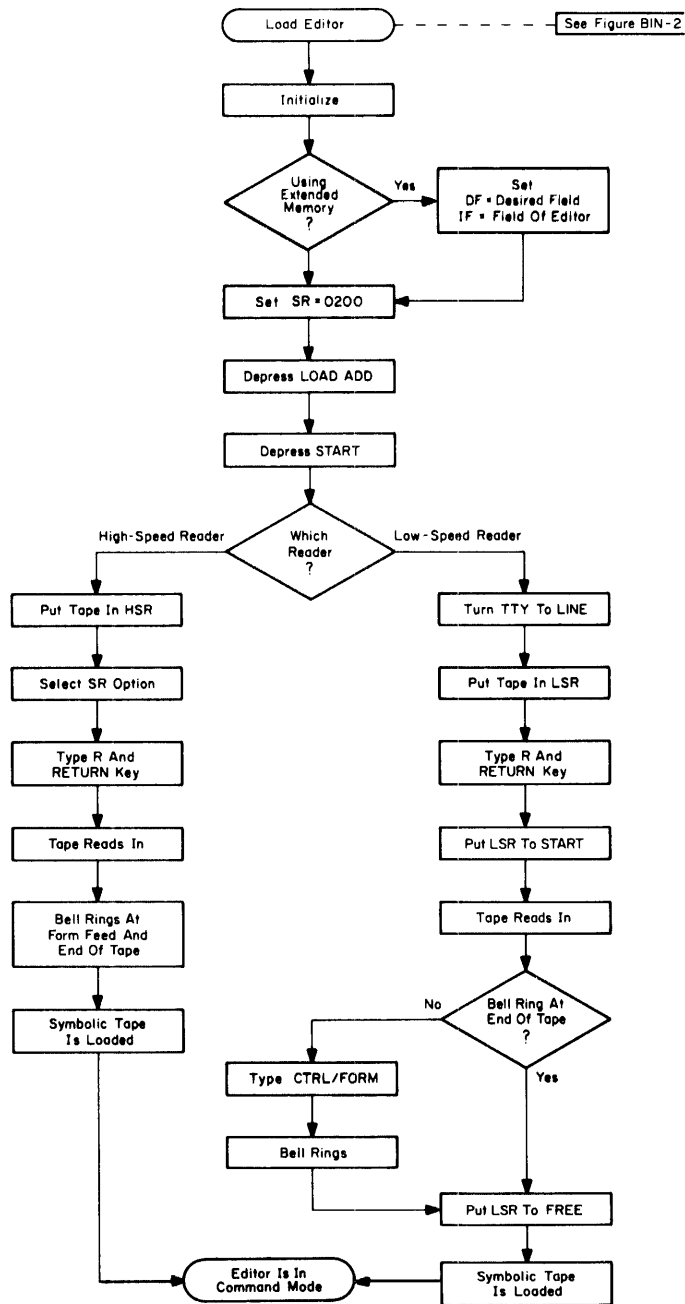 Load Editor
See Figure BIN-2
Initialize
Using
Extended
Memory
?
Yes
Set
DF = Desired Field
IF = Field Of Editor
Set SR = 0200
Depress LOAD ADD
Depress START
High-Speed Reader
Which
Reader
?
Low-Speed Reader
Put Tape In HSR
Select SR Option
Type R And
RETURN Key
Tape Reads In
Bell Rings At
Form Feed And
End Of Tape
Symbolic Tape
Is Loaded
Turn TTY To LINE
Put Tape In LSR
Type R And
RETURN Key
Put LSR To START
Tape Reads In
Bell Ring At
End Of Tape
?
No
Type CTRL/FORM
Bell Rings
Yes
Put LSR To FREE
Symbolic Tape
Is Loaded
Editor Is In
Command Mode